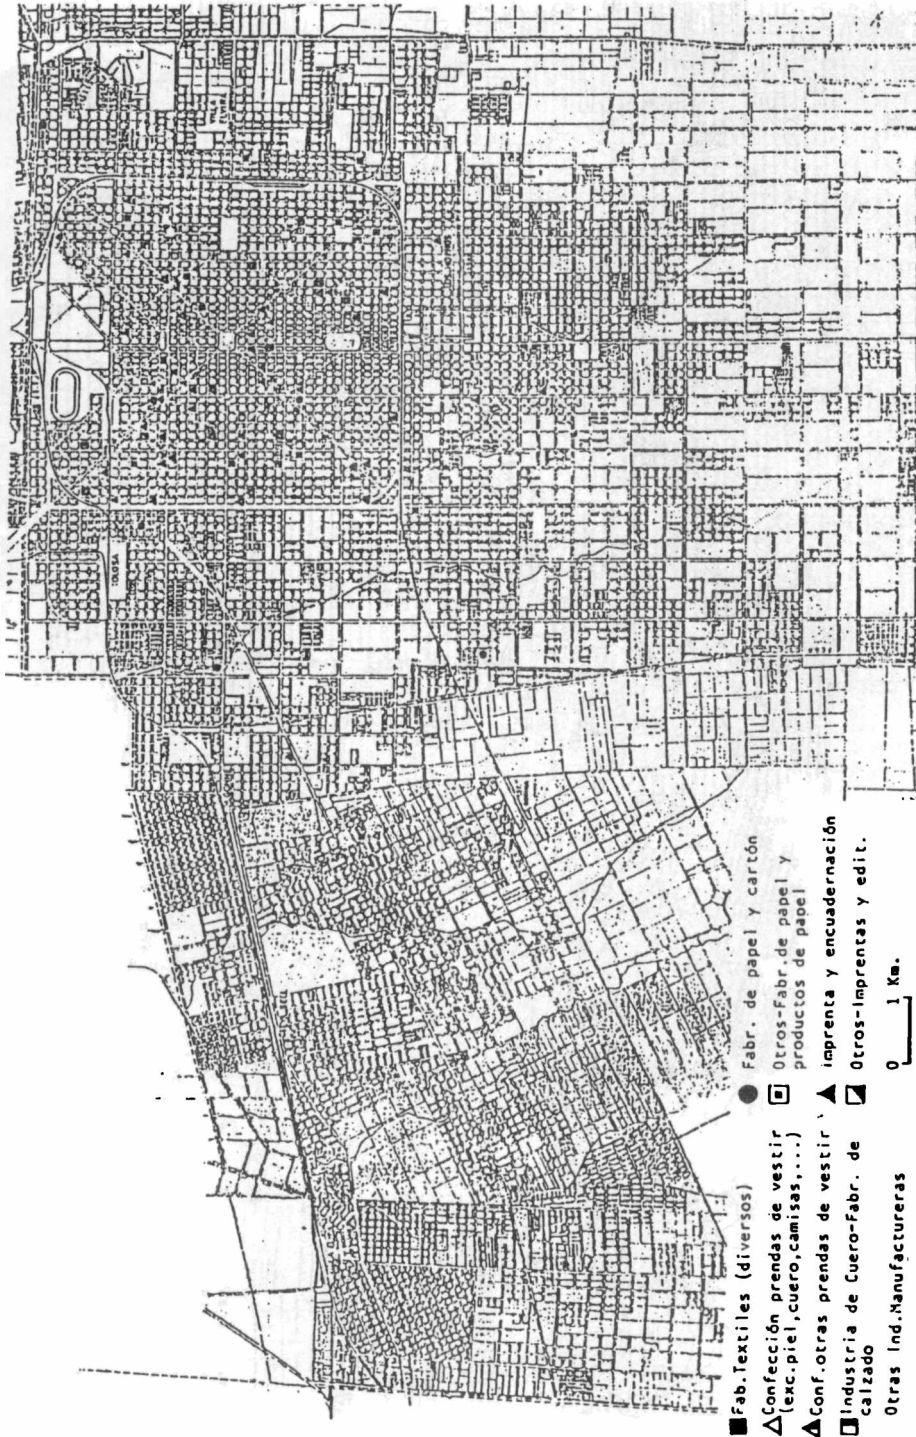 TOLOSA
Fab.Textiles (diversos)
Confección prendas de vestir
(exc.piel,cuero,camisas,...)
Conf.otras prendas de vestir
Industria de Cuero-Fabr. de
calzado
Otras Ind.Manufactureras
Fabr. de papel y cartón
Otros-Fabr.de papel y
productos de papel
imprenta y encuadernación
Otros-Imprentas y edit.
0 1 Km.